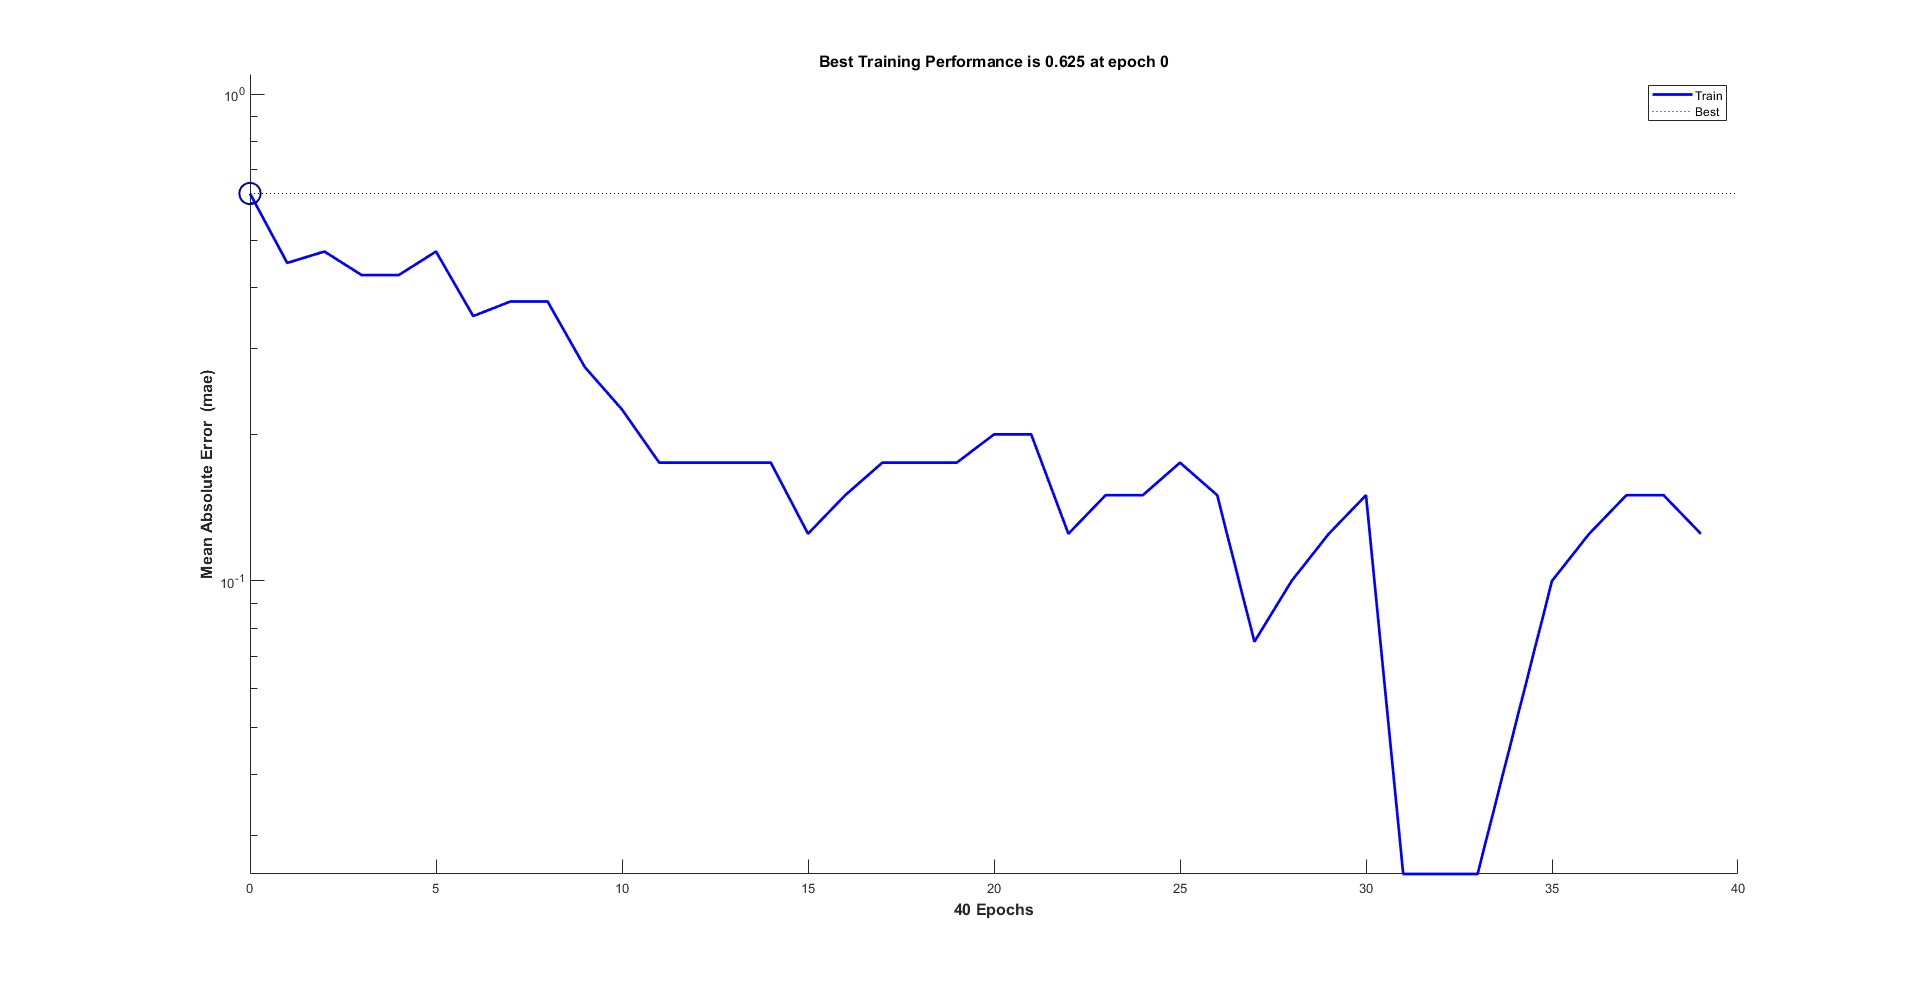 Best Training Performance is 0.625 at epoch 0
10^0
Train
Best
Mean Absolute Error (mae)
10^-1
0 5 10 15 20 25 30 35 40
40 Epochs